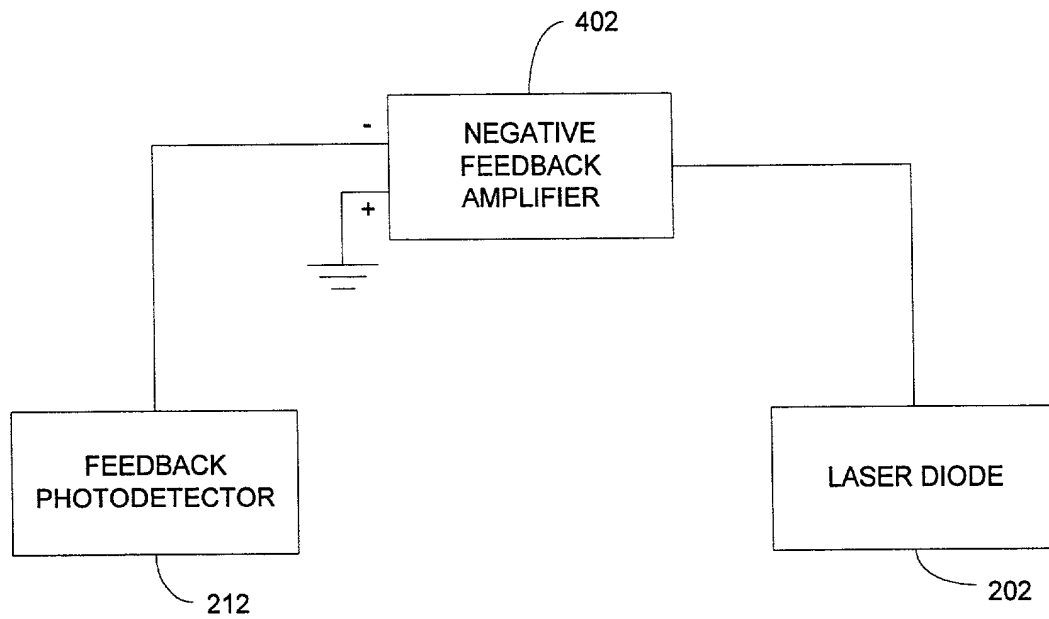 402
-
NEGATIVE
FEEDBACK
AMPLIFIER
+
FEEDBACK
PHOTODETECTOR
LASER DIODE
212
202